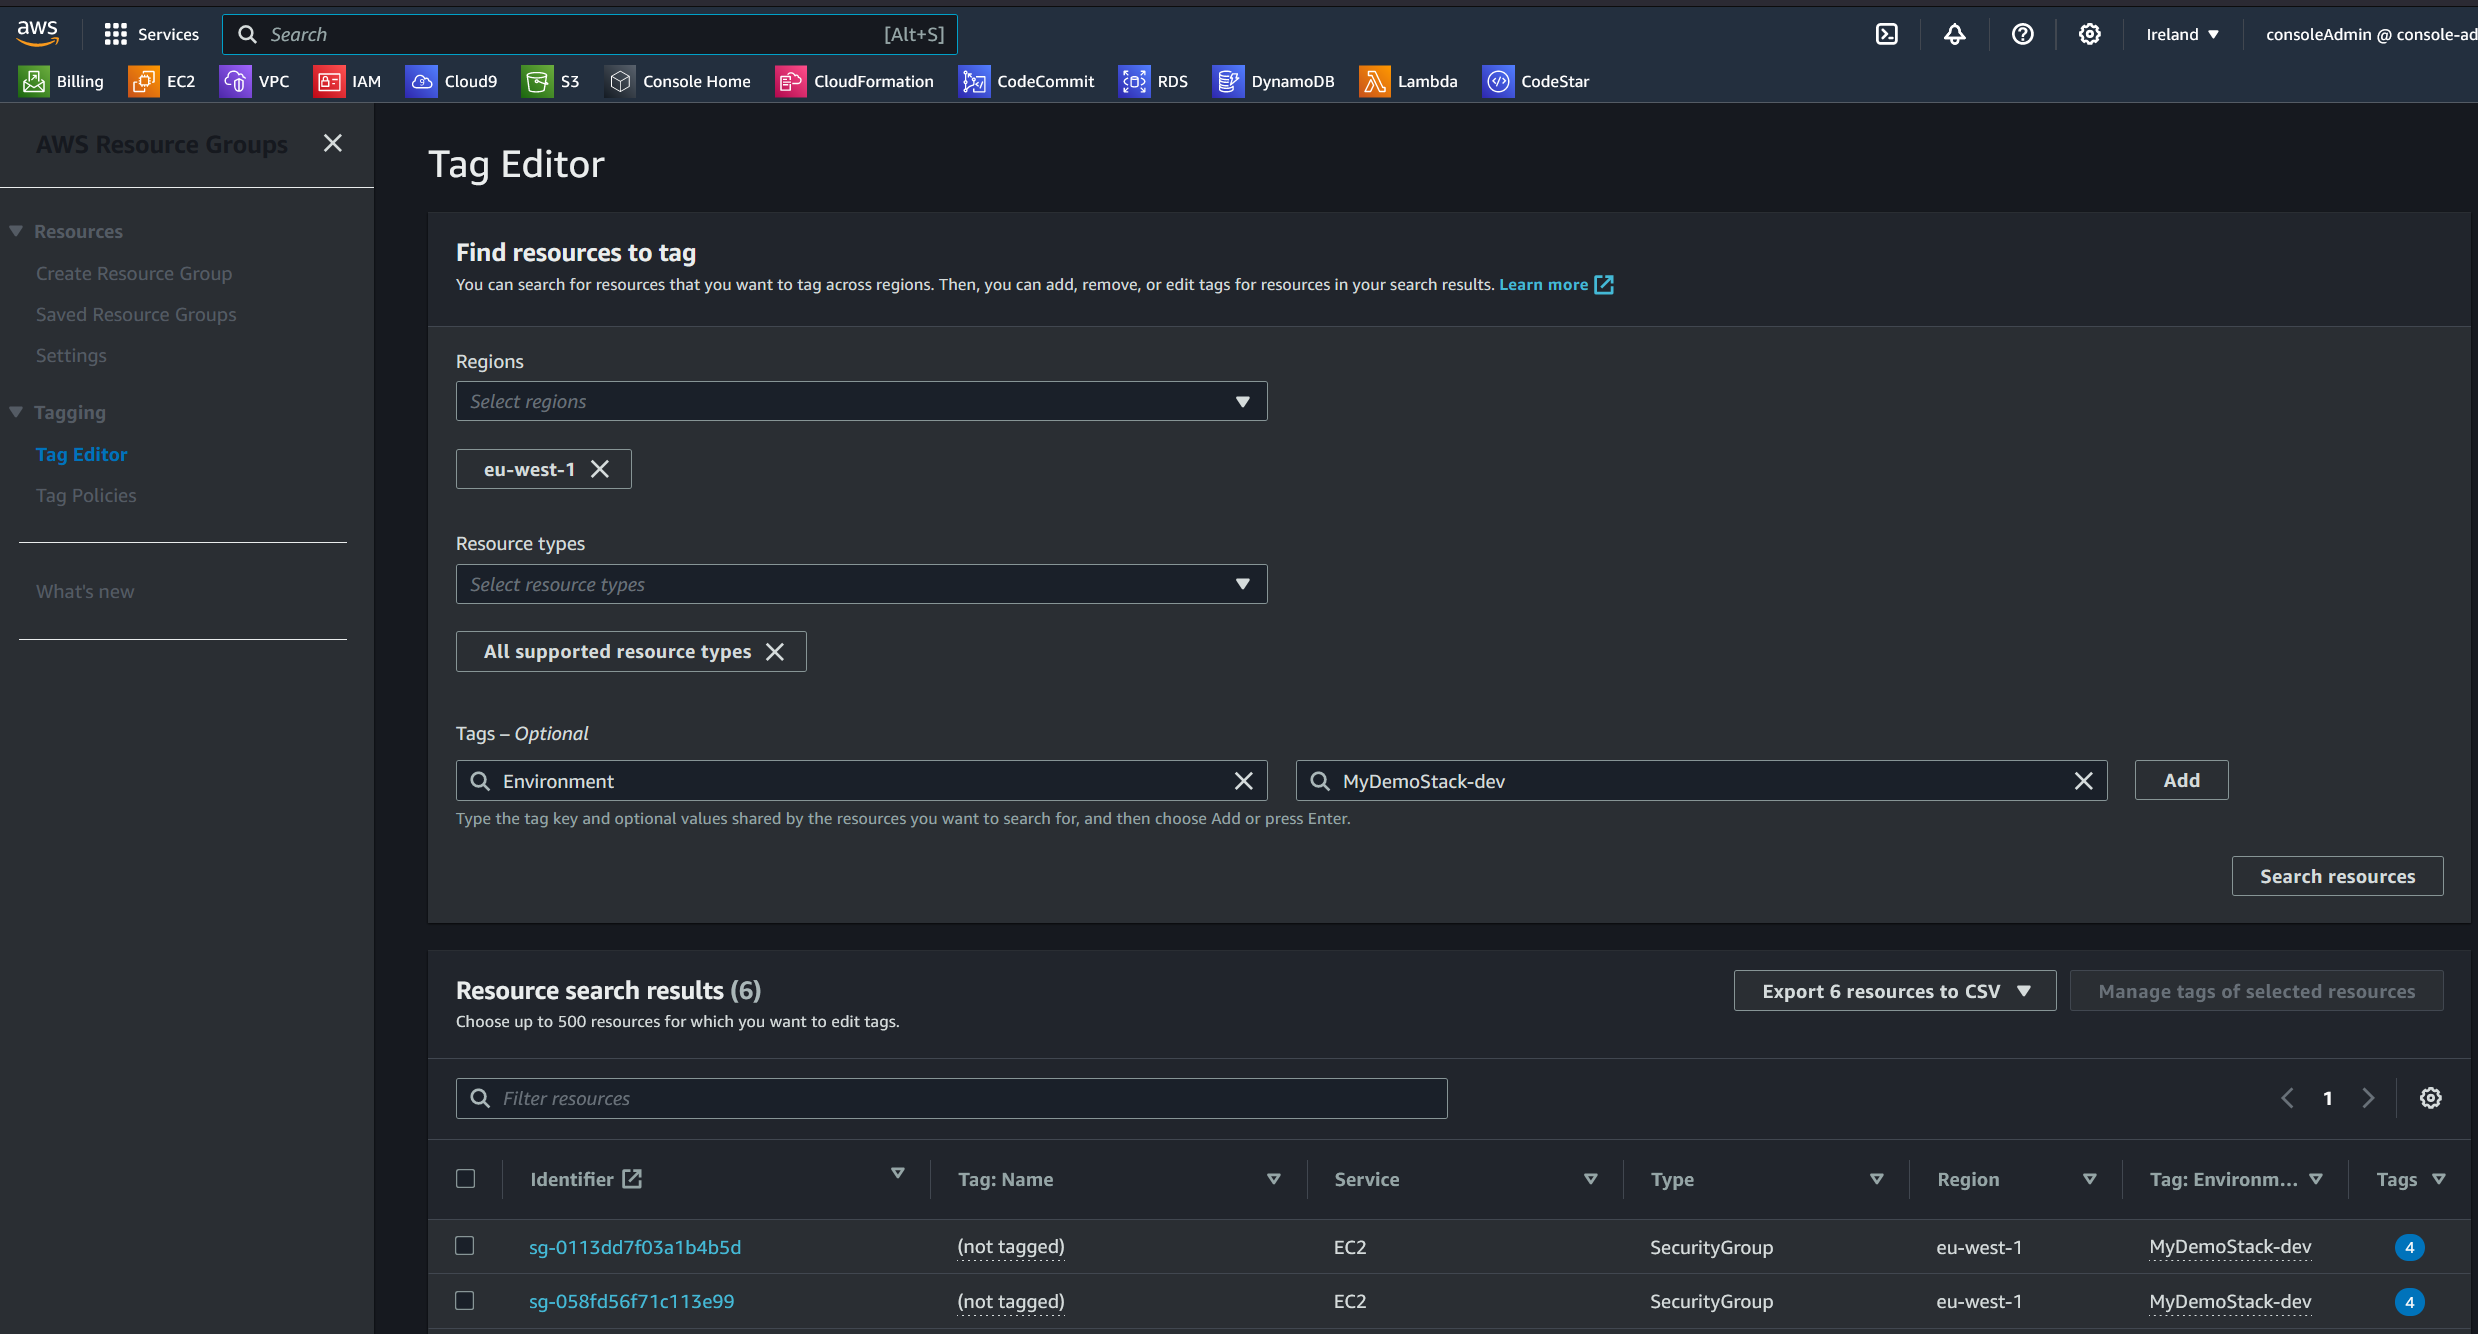 aws
Services
Search [Alt+S]
Ireland
consoleAdmin @ console-ad
Billing EC2 VPC IAM Cloud9 S3 Console Home CloudFormation CodeCommit RDS DynamoDB Lambda CodeStar
AWS Resource Groups
Resources
Create Resource Group
Saved Resource Groups
Settings
Tagging
Tag Editor
Tag Policies
What's new
Tag Editor
Find resources to tag
You can search for resources that you want to tag across regions. Then, you can add, remove, or edit tags for resources in your search results. Learn more
Regions
Select regions
eu-west-1
Resource types
Select resource types
All supported resource types
Tags – Optional
Environment MyDemoStack-dev Add
Type the tag key and optional values shared by the resources you want to search for, and then choose Add or press Enter.
Search resources
Resource search results (6)
Choose up to 500 resources for which you want to edit tags.
Export 6 resources to CSV
Manage tags of selected resources
Filter resources
1
Identifier Tag: Name Service Type Region Tag: Environm... Tags
sg-0113dd7f03a1b4b5d (not tagged) EC2 SecurityGroup eu-west-1 MyDemoStack-dev 4
sg-058fd56f71c113e99 (not tagged) EC2 SecurityGroup eu-west-1 MyDemoStack-dev 4